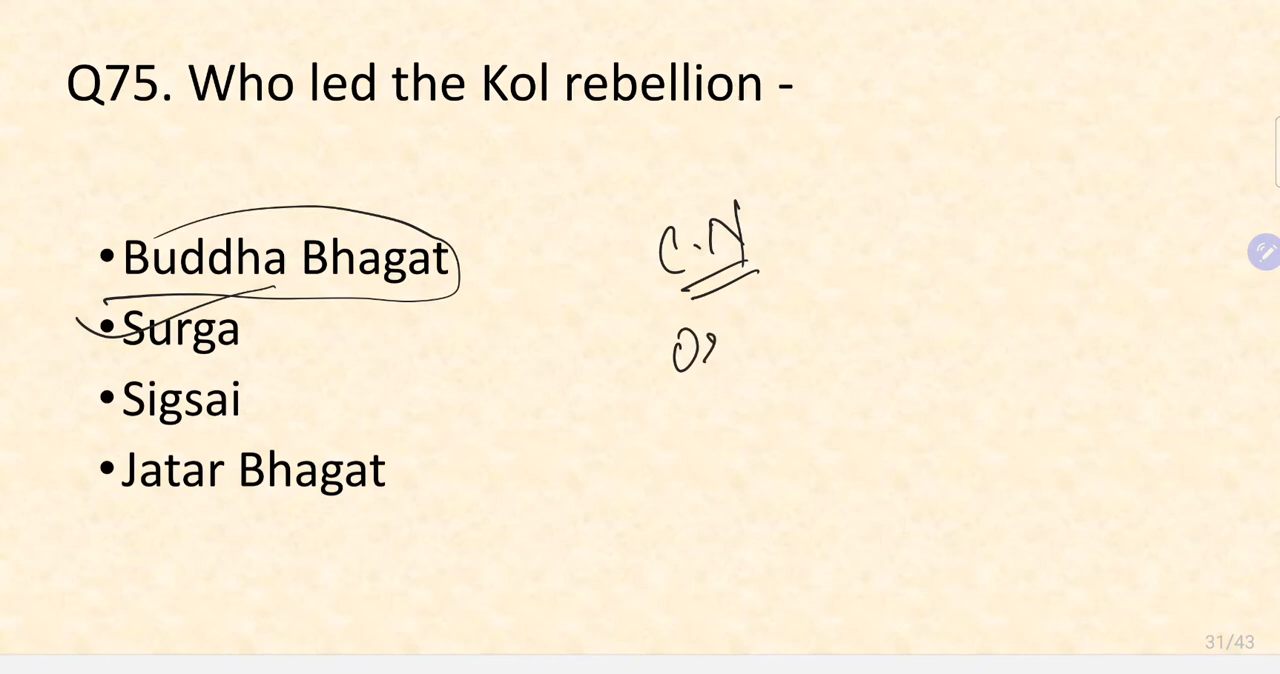 Q75. Who led the Kol rebellion -
•Buddha Bhagat
•Surga
•Sigsai
•Jatar Bhagat
C.N
31/43